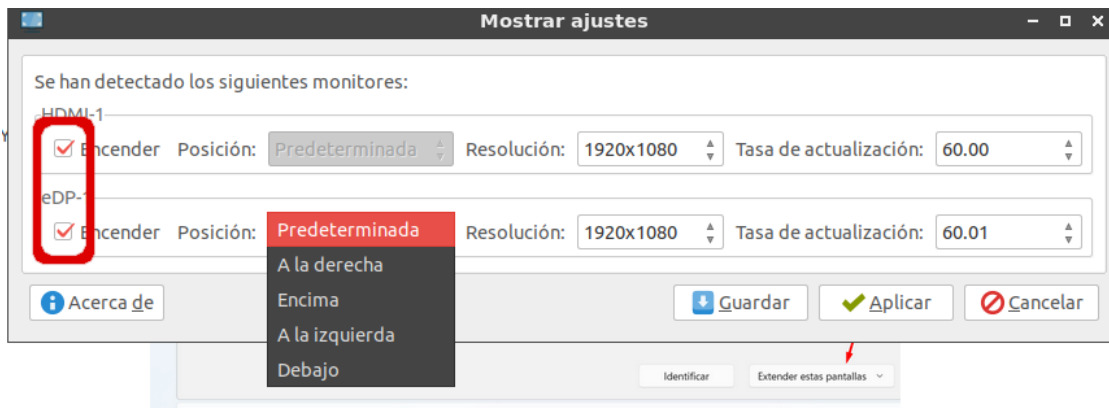 Mostrar ajustes
Se han detectado los siguientes monitores:
HDMI-1
Encender Posición: Predeterminada Resolución: 1920x1080 Tasa de actualización: 60.00
eDP-1
Encender Posición: Predeterminada Resolución: 1920x1080 Tasa de actualización: 60.01
A la derecha
Encima
A la izquierda
Debajo
Acerca de Guardar Aplicar Cancelar
Identificar Extender estas pantallas